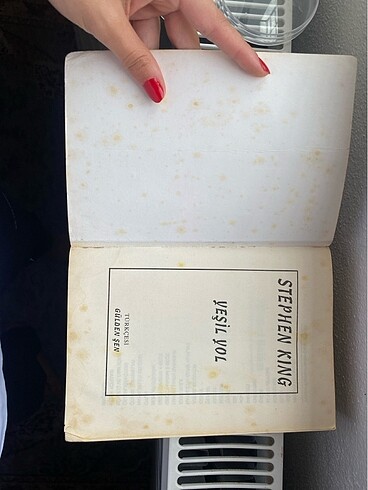 STEPHEN KING
YEŞİL YOL
TÜRKÇESİ
GÜLDEN ŞEN